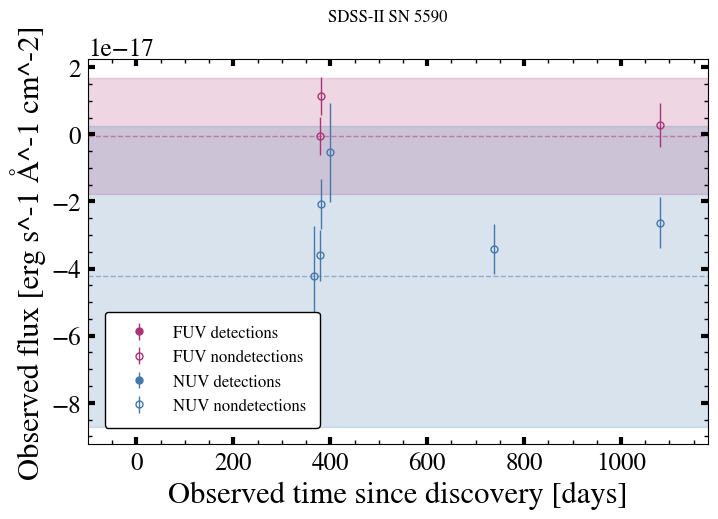 SDSS-II SN 5590
1e−17
2
0
−2
−4
−6
−8
Observed flux [erg s^-1 Å^-1 cm^-2]
FUV detections
FUV nondetections
NUV detections
NUV nondetections
0 200 400 600 800 1000
Observed time since discovery [days]